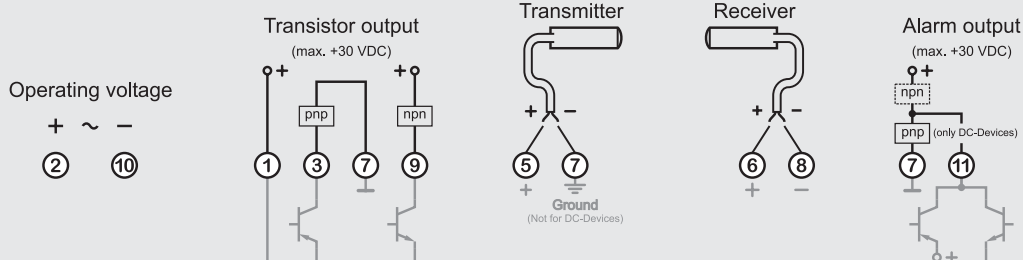 Transistor output
(max. +30 VDC)
Transmitter
Receiver
Alarm output
(max. +30 VDC)
Operating voltage
+ ~ −
+ +
pnp npn
+ −
+ −
+
npn
pnp (only DC-Devices)
2 10 1 3 7 9 5 7 6 8 7 11
+
Ground
(Not for DC-Devices)
+ −
+